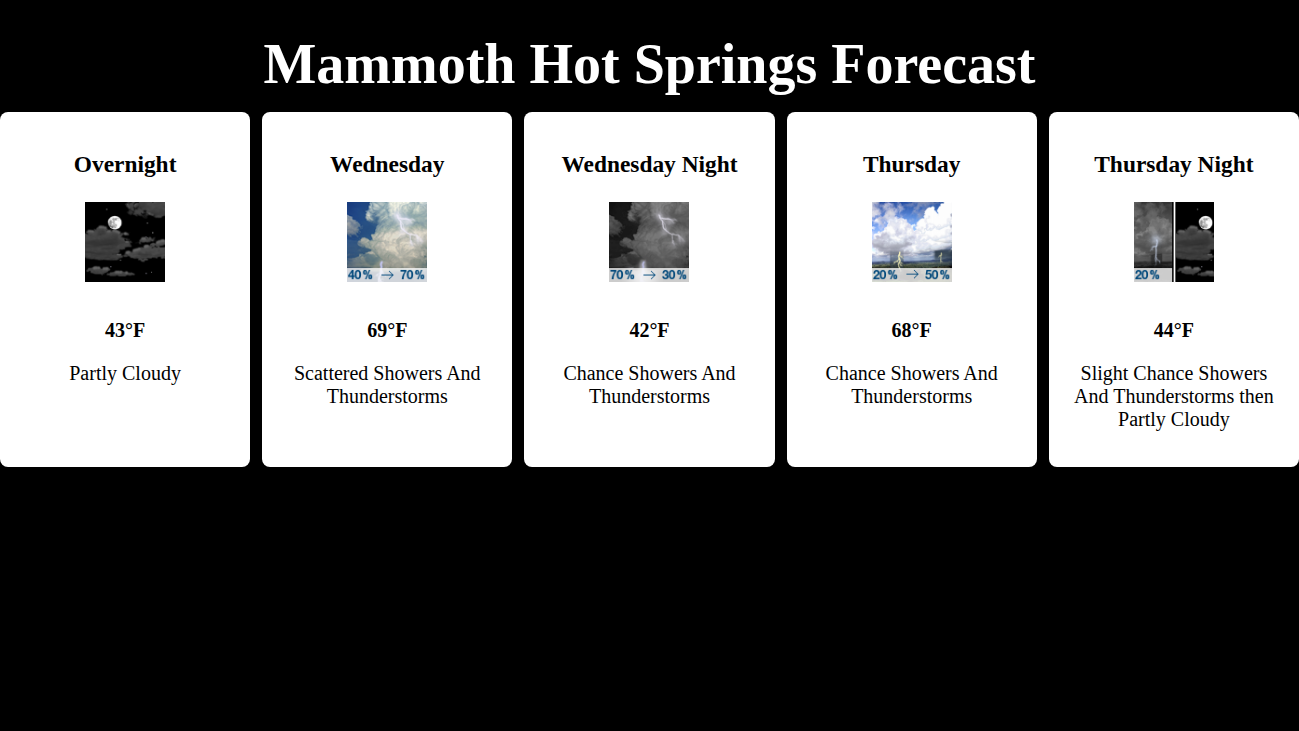 Mammoth Hot Springs Forecast
Overnight
43°F
Partly Cloudy
Wednesday
40% → 70%
69°F
Scattered Showers And
Thunderstorms
Wednesday Night
70% → 30%
42°F
Chance Showers And
Thunderstorms
Thursday
20% → 50%
68°F
Chance Showers And
Thunderstorms
Thursday Night
20%
44°F
Slight Chance Showers
And Thunderstorms then
Partly Cloudy